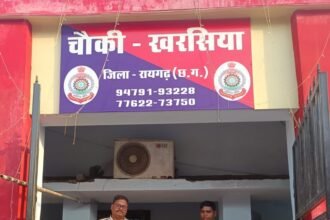 चौकी - खरसिया
जिला - रायगढ़ (छ.ग.)
94791-93228
77622-73750